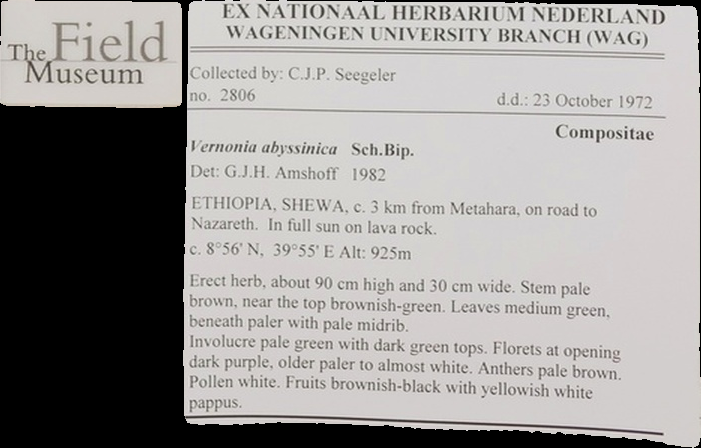 The Field
Museum
EX NATIONAAL HERBARIUM NEDERLAND
WAGENINGEN UNIVERSITY BRANCH (WAG)
Collected by: C.J.P. Seegeler
no. 2806 d.d.: 23 October 1972
Compositae
Vernonia abyssinica Sch.Bip.
Det: G.J.H. Amshoff 1982
ETHIOPIA, SHEWA, c. 3 km from Metahara, on road to
Nazareth. In full sun on lava rock.
c. 8°56' N, 39°55' E Alt: 925m
Erect herb, about 90 cm high and 30 cm wide. Stem pale
brown, near the top brownish-green. Leaves medium green,
beneath paler with pale midrib.
Involucre pale green with dark green tops. Florets at opening
dark purple, older paler to almost white. Anthers pale brown.
Pollen white. Fruits brownish-black with yellowish white
pappus.